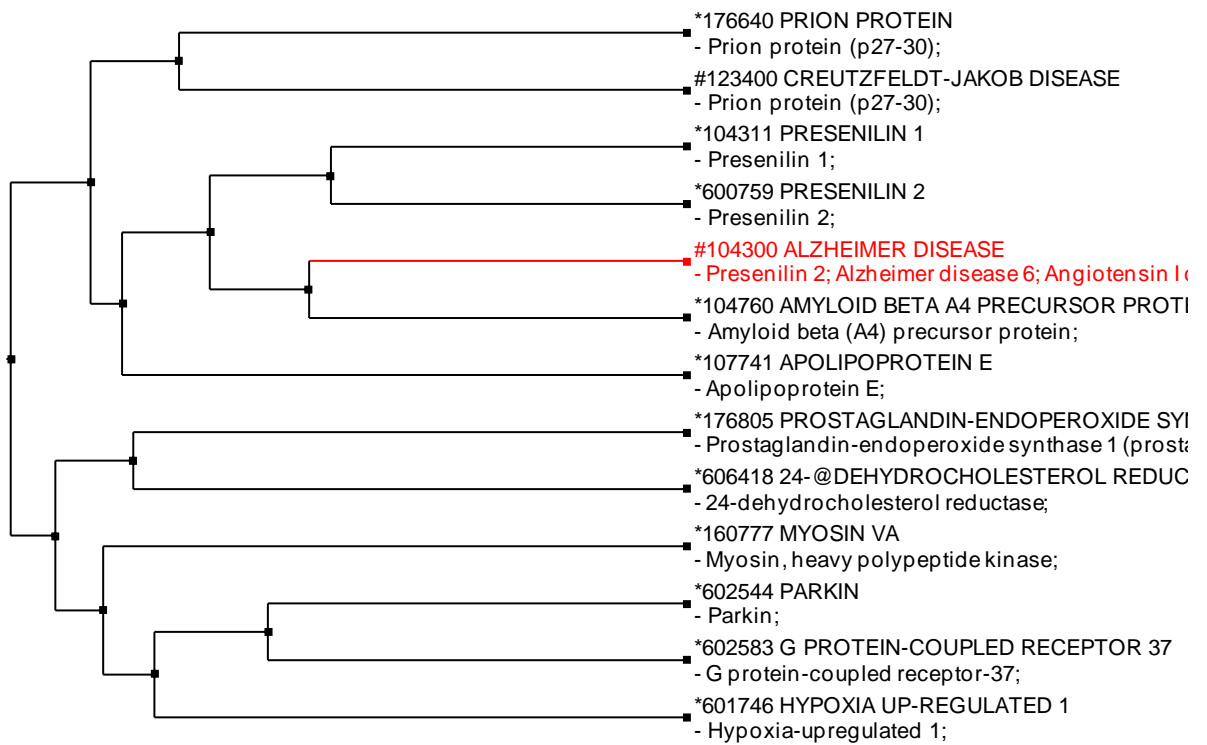 *176640 PRION PROTEIN
- Prion protein (p27-30);
#123400 CREUTZFELDT-JAKOB DISEASE
- Prion protein (p27-30);
*104311 PRESENILIN 1
- Presenilin 1;
*600759 PRESENILIN 2
- Presenilin 2;
#104300 ALZHEIMER DISEASE
- Presenilin 2; Alzheimer disease 6; Angiotensin I
*104760 AMYLOID BETA A4 PRECURSOR
- Amyloid beta (A4) precursor protein;
*107741 APOLIPOPROTEIN E
- Apolipoprotein E;
*176805 PROSTAGLANDIN-ENDOPEROXIDE
- Prostaglandin-endoperoxide synthase 1
*606418 24-@DEHYDROCHOLESTEROL REDUC
- 24-dehydrocholesterol reductase;
*160777 MYOSIN VA
- Myosin, heavy polypeptide kinase;
*602544 PARKIN
- Parkin;
*602583 G PROTEIN-COUPLED RECEPTOR 37
- G protein-coupled receptor-37;
*601746 HYPOXIA UP-REGULATED 1
- Hypoxia-upregulated 1;